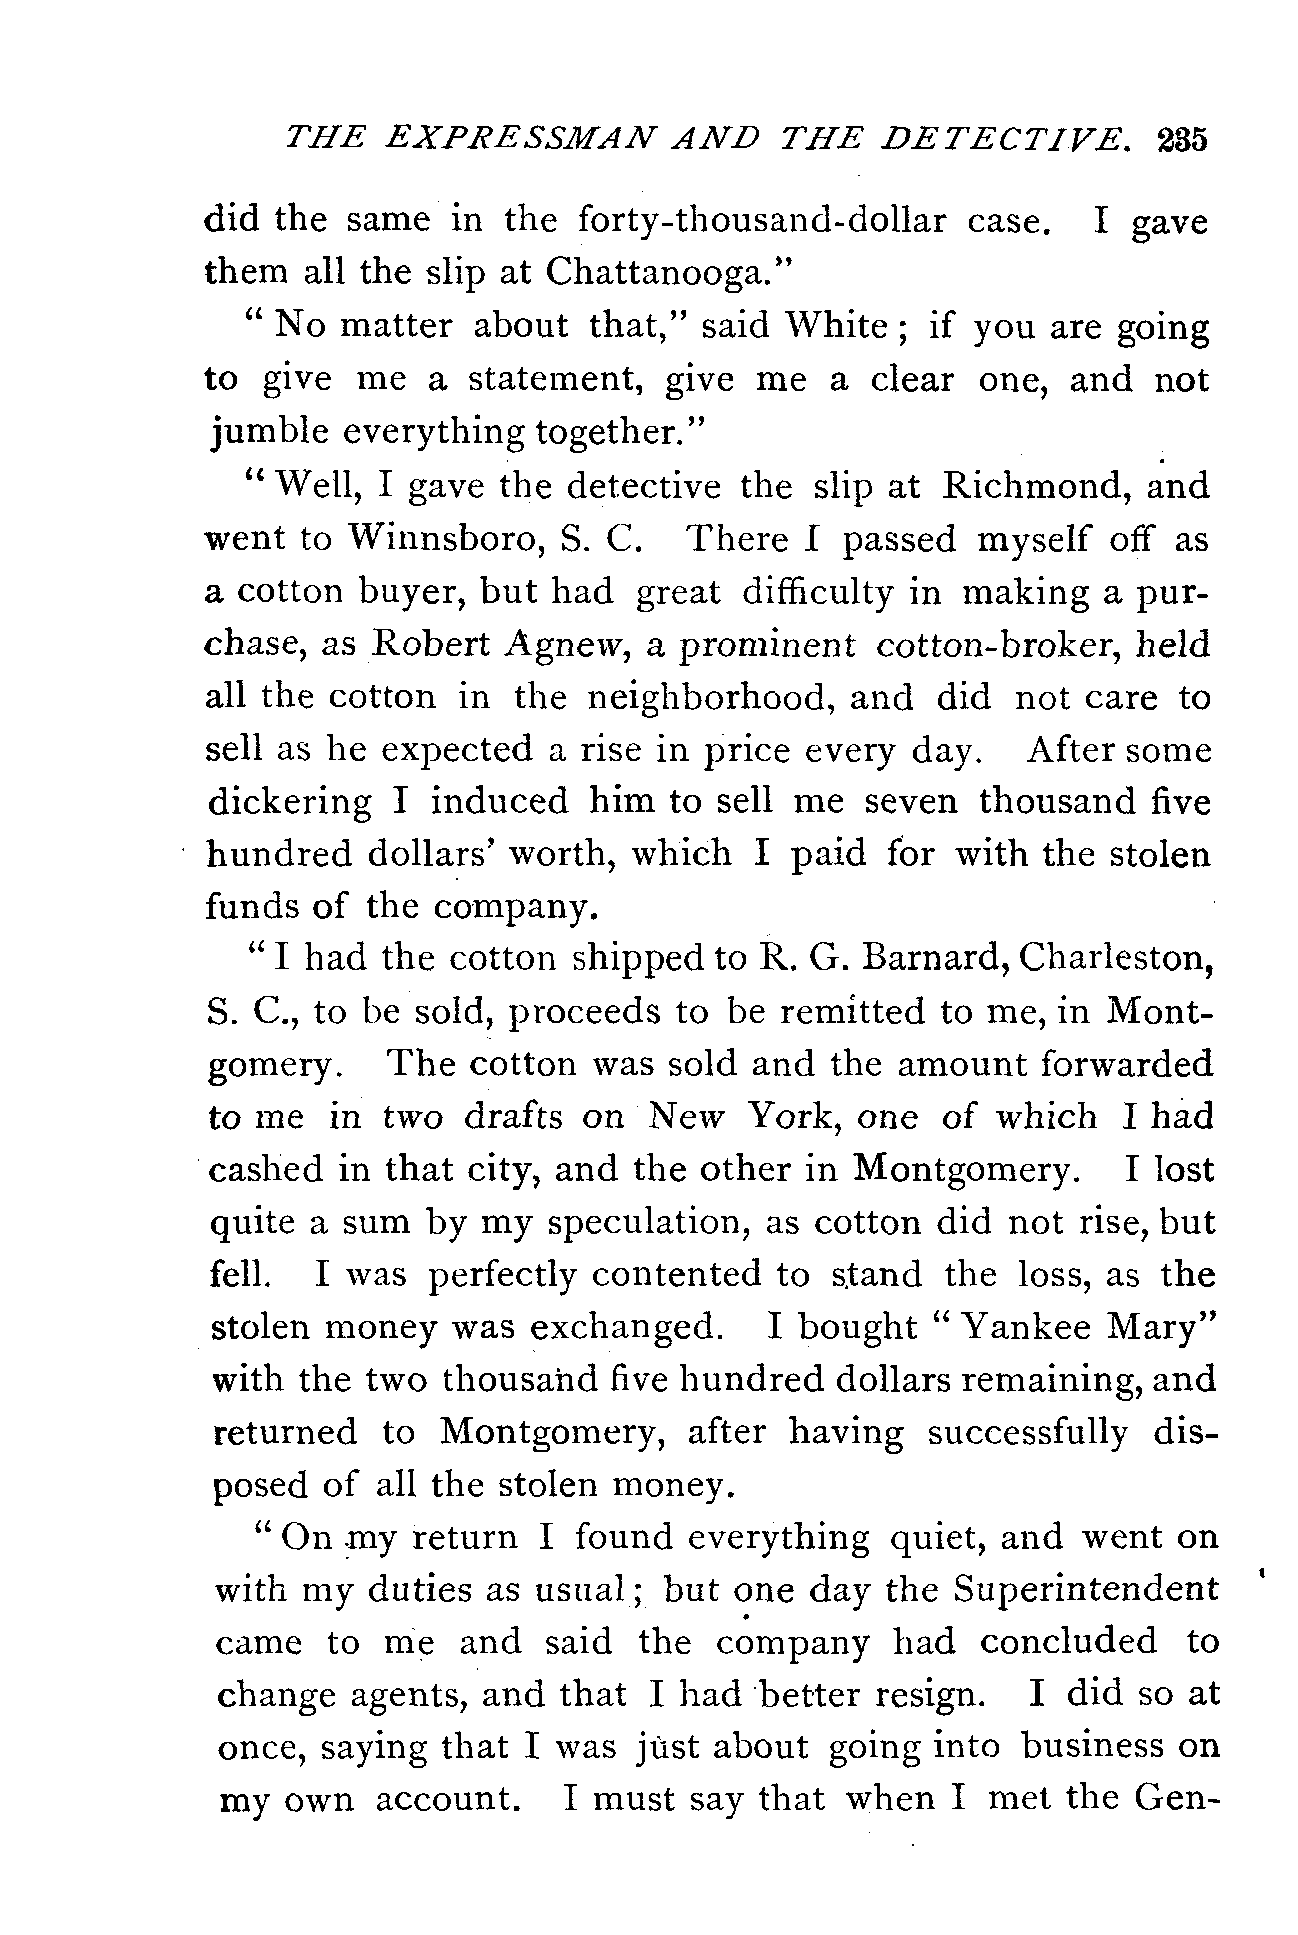 THE EXPRESSMAN AND THE DETECTIVE. 235
did the same in the forty-thousand-dollar case. I gave
them all the slip at Chattanooga."
" No matter about that," said White ; if you are going
to give me a statement, give me a clear one, and not
jumble everything together."
" Well, I gave the detective the slip at Richmond, and
went to Winnsboro, S. C. There I passed myself off as
a cotton buyer, but had great difficulty in making a pur-
chase, as Robert Agnew, a prominent cotton-broker, held
all the cotton in the neighborhood, and did not care to
sell as he expected a rise in price every day. After some
dickering I induced him to sell me seven thousand five
hundred dollars' worth, which I paid for with the stolen
funds of the company.
" I had the cotton shipped to R. G. Barnard, Charleston,
S. C., to be sold, proceeds to be remitted to me, in Mont-
gomery. The cotton was sold and the amount forwarded
to me in two drafts on New York, one of which I had
cashed in that city, and the other in Montgomery. I lost
quite a sum by my speculation, as cotton did not rise, but
fell. I was perfectly contented to stand the loss, as the
stolen money was exchanged. I bought " Yankee Mary"
with the two thousand five hundred dollars remaining, and
returned to Montgomery, after having successfully dis-
posed of all the stolen money.
" On my return I found everything quiet, and went on
with my duties as usual ; but one day the Superintendent
came to me and said the company had concluded to
change agents, and that I had better resign. I did so at
once, saying that I was just about going into business on
my own account. I must say that when I met the Gen-